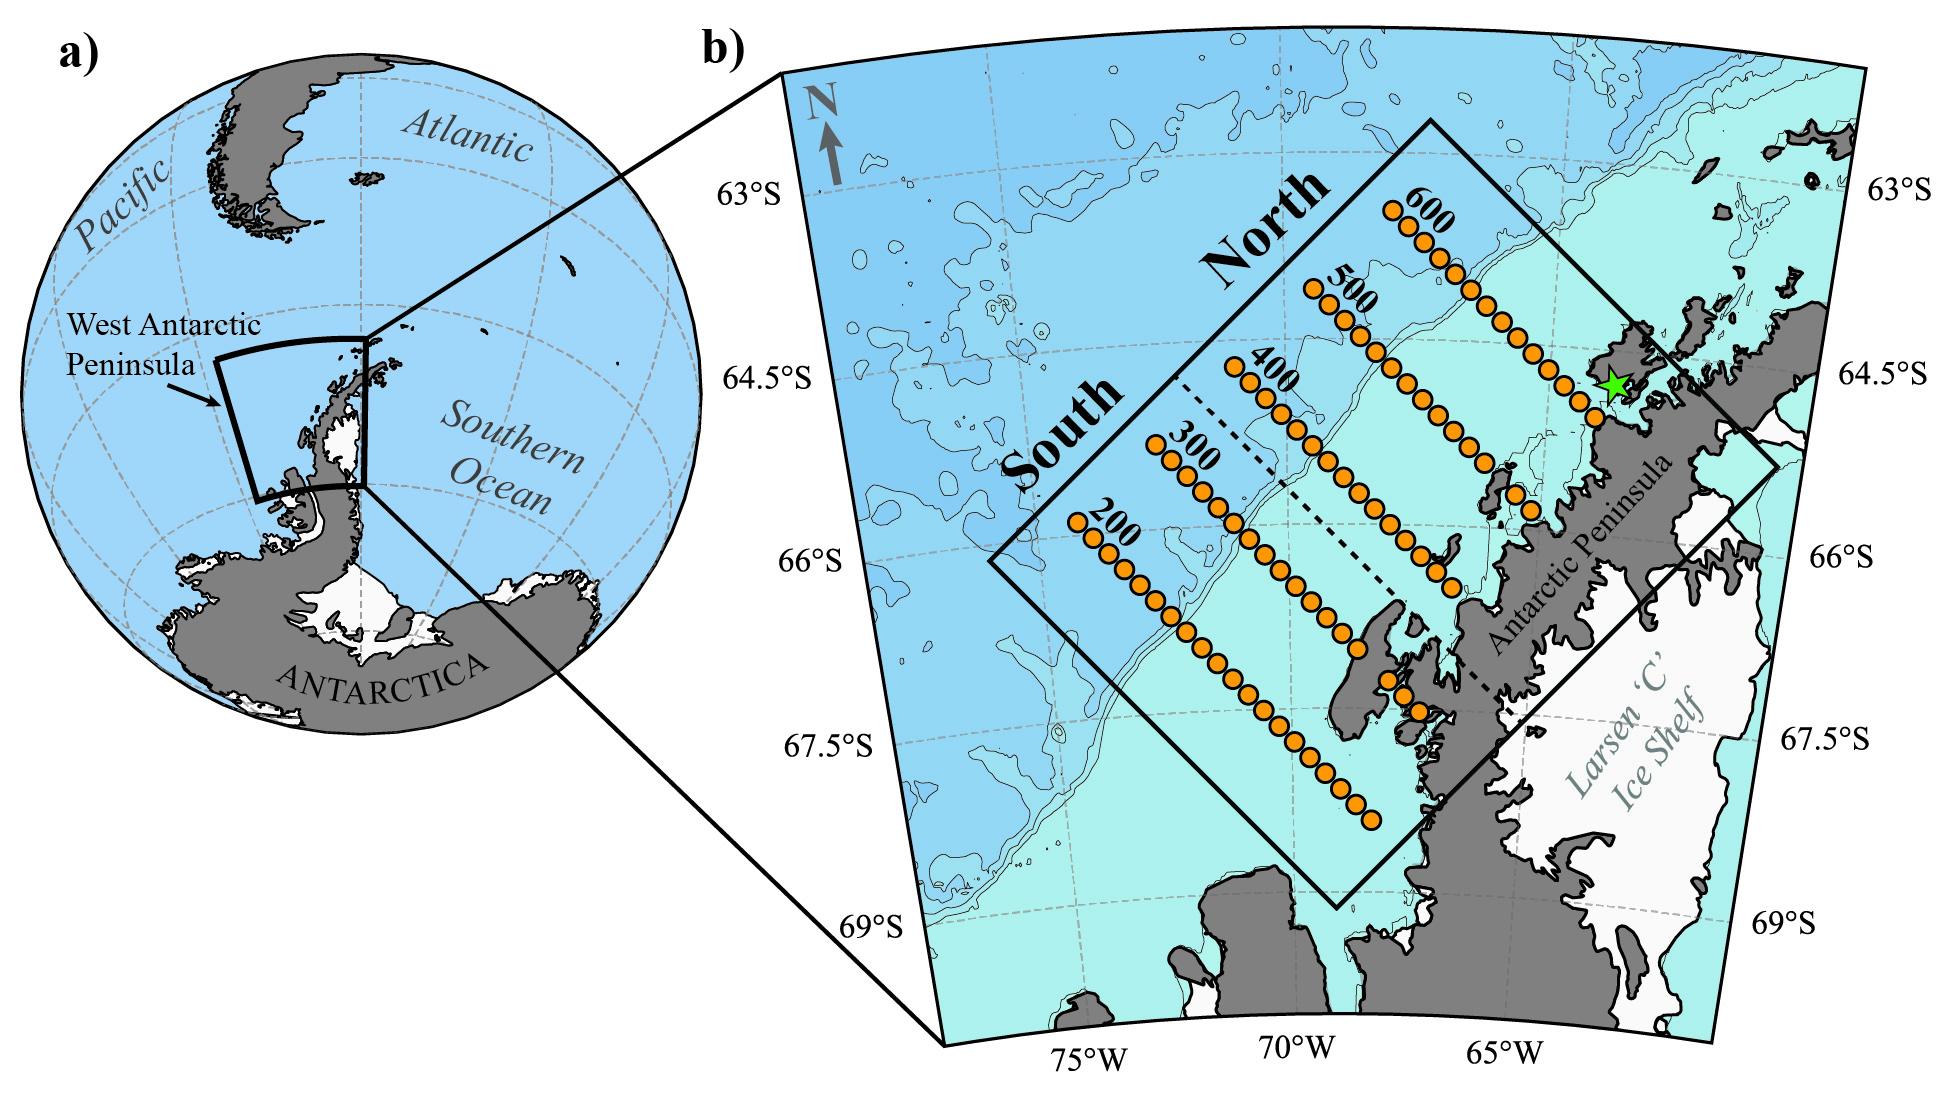 a)
Atlantic
Pacific
West Antarctic
Peninsula
Southern
Ocean
ANTARCTICA
b)
N
63°S
64.5°S
66°S
67.5°S
69°S
North
South
600
500
400
300
200
Antarctic Peninsula
Larsen ‘C’
Ice Shelf
63°S
64.5°S
66°S
67.5°S
69°S
75°W
70°W
65°W